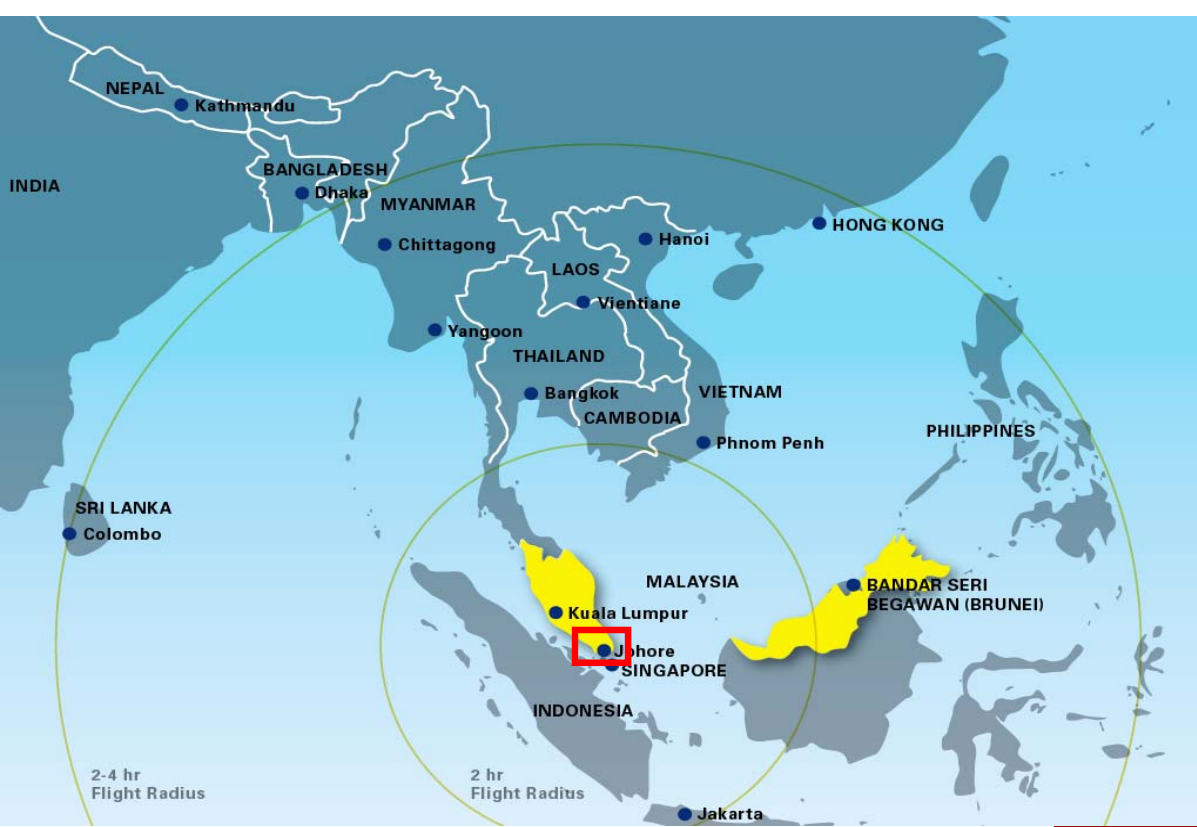 NEPAL
Kathmandu
INDIA
BANGLADESH
Dhaka
MYANMAR
HONG KONG
Chittagong
Hanoi
LAOS
Vientiane
Yangoon
THAILAND
Bangkok
VIETNAM
CAMBODIA
PHILIPPINES
Phnom Penh
SRI LANKA
Colombo
MALAYSIA
BANDAR SERI
BEGAWAN (BRUNEI)
Kuala Lumpur
Johore
SINGAPORE
INDONESIA
2-4 hr
Flight Radius
2 hr
Flight Radius
Jakarta